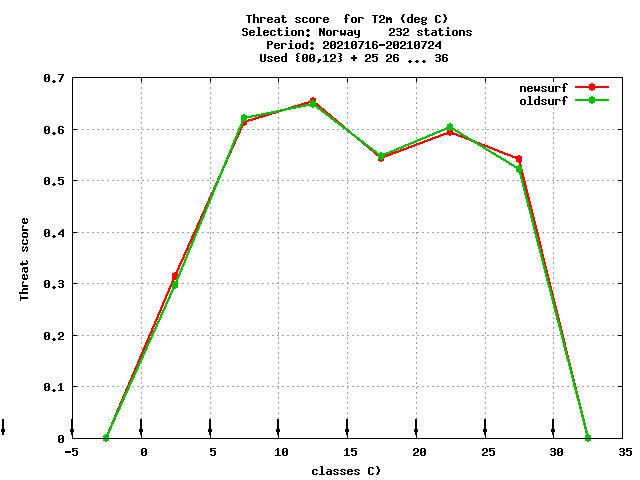 Threat score  for T2m (deg C)
Selection: Norway    232 stations
Period: 20210716-20210724
Used {00,12} + 25 26 ... 36
newsurf
oldsurf
0.7
0.6
0.5
0.4
0.3
0.2
0.1
0
Threat score
-5 0 5 10 15 20 25 30 35
classes C)